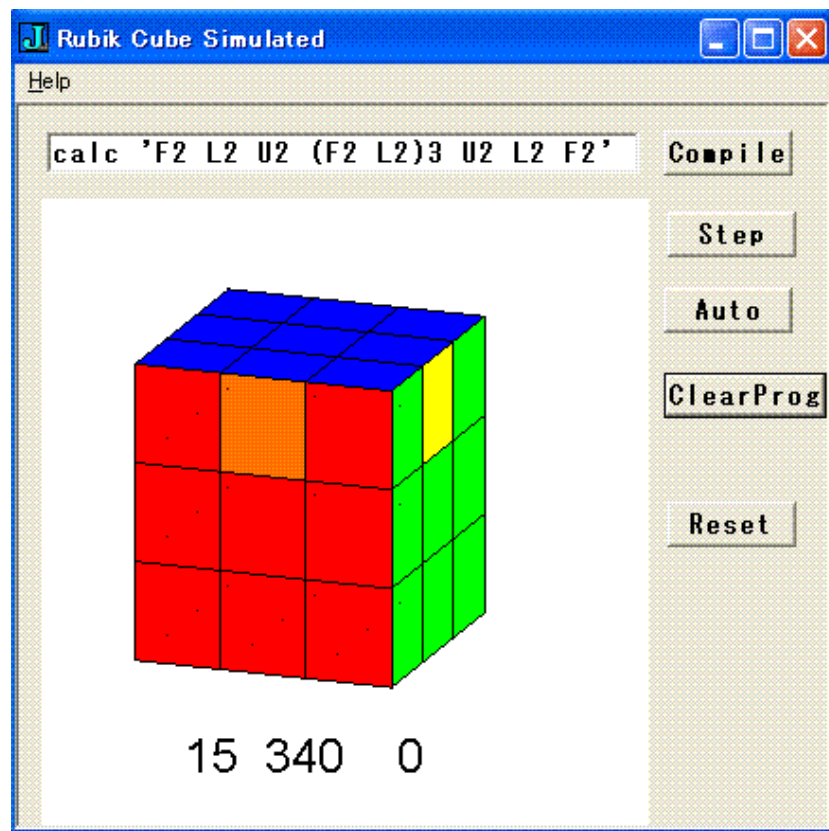 Rubik Cube Simulated
Help
calc 'F2 L2 U2 (F2 L2)3 U2 L2 F2'
Compile
Step
Auto
ClearProg
Reset
15 340 0